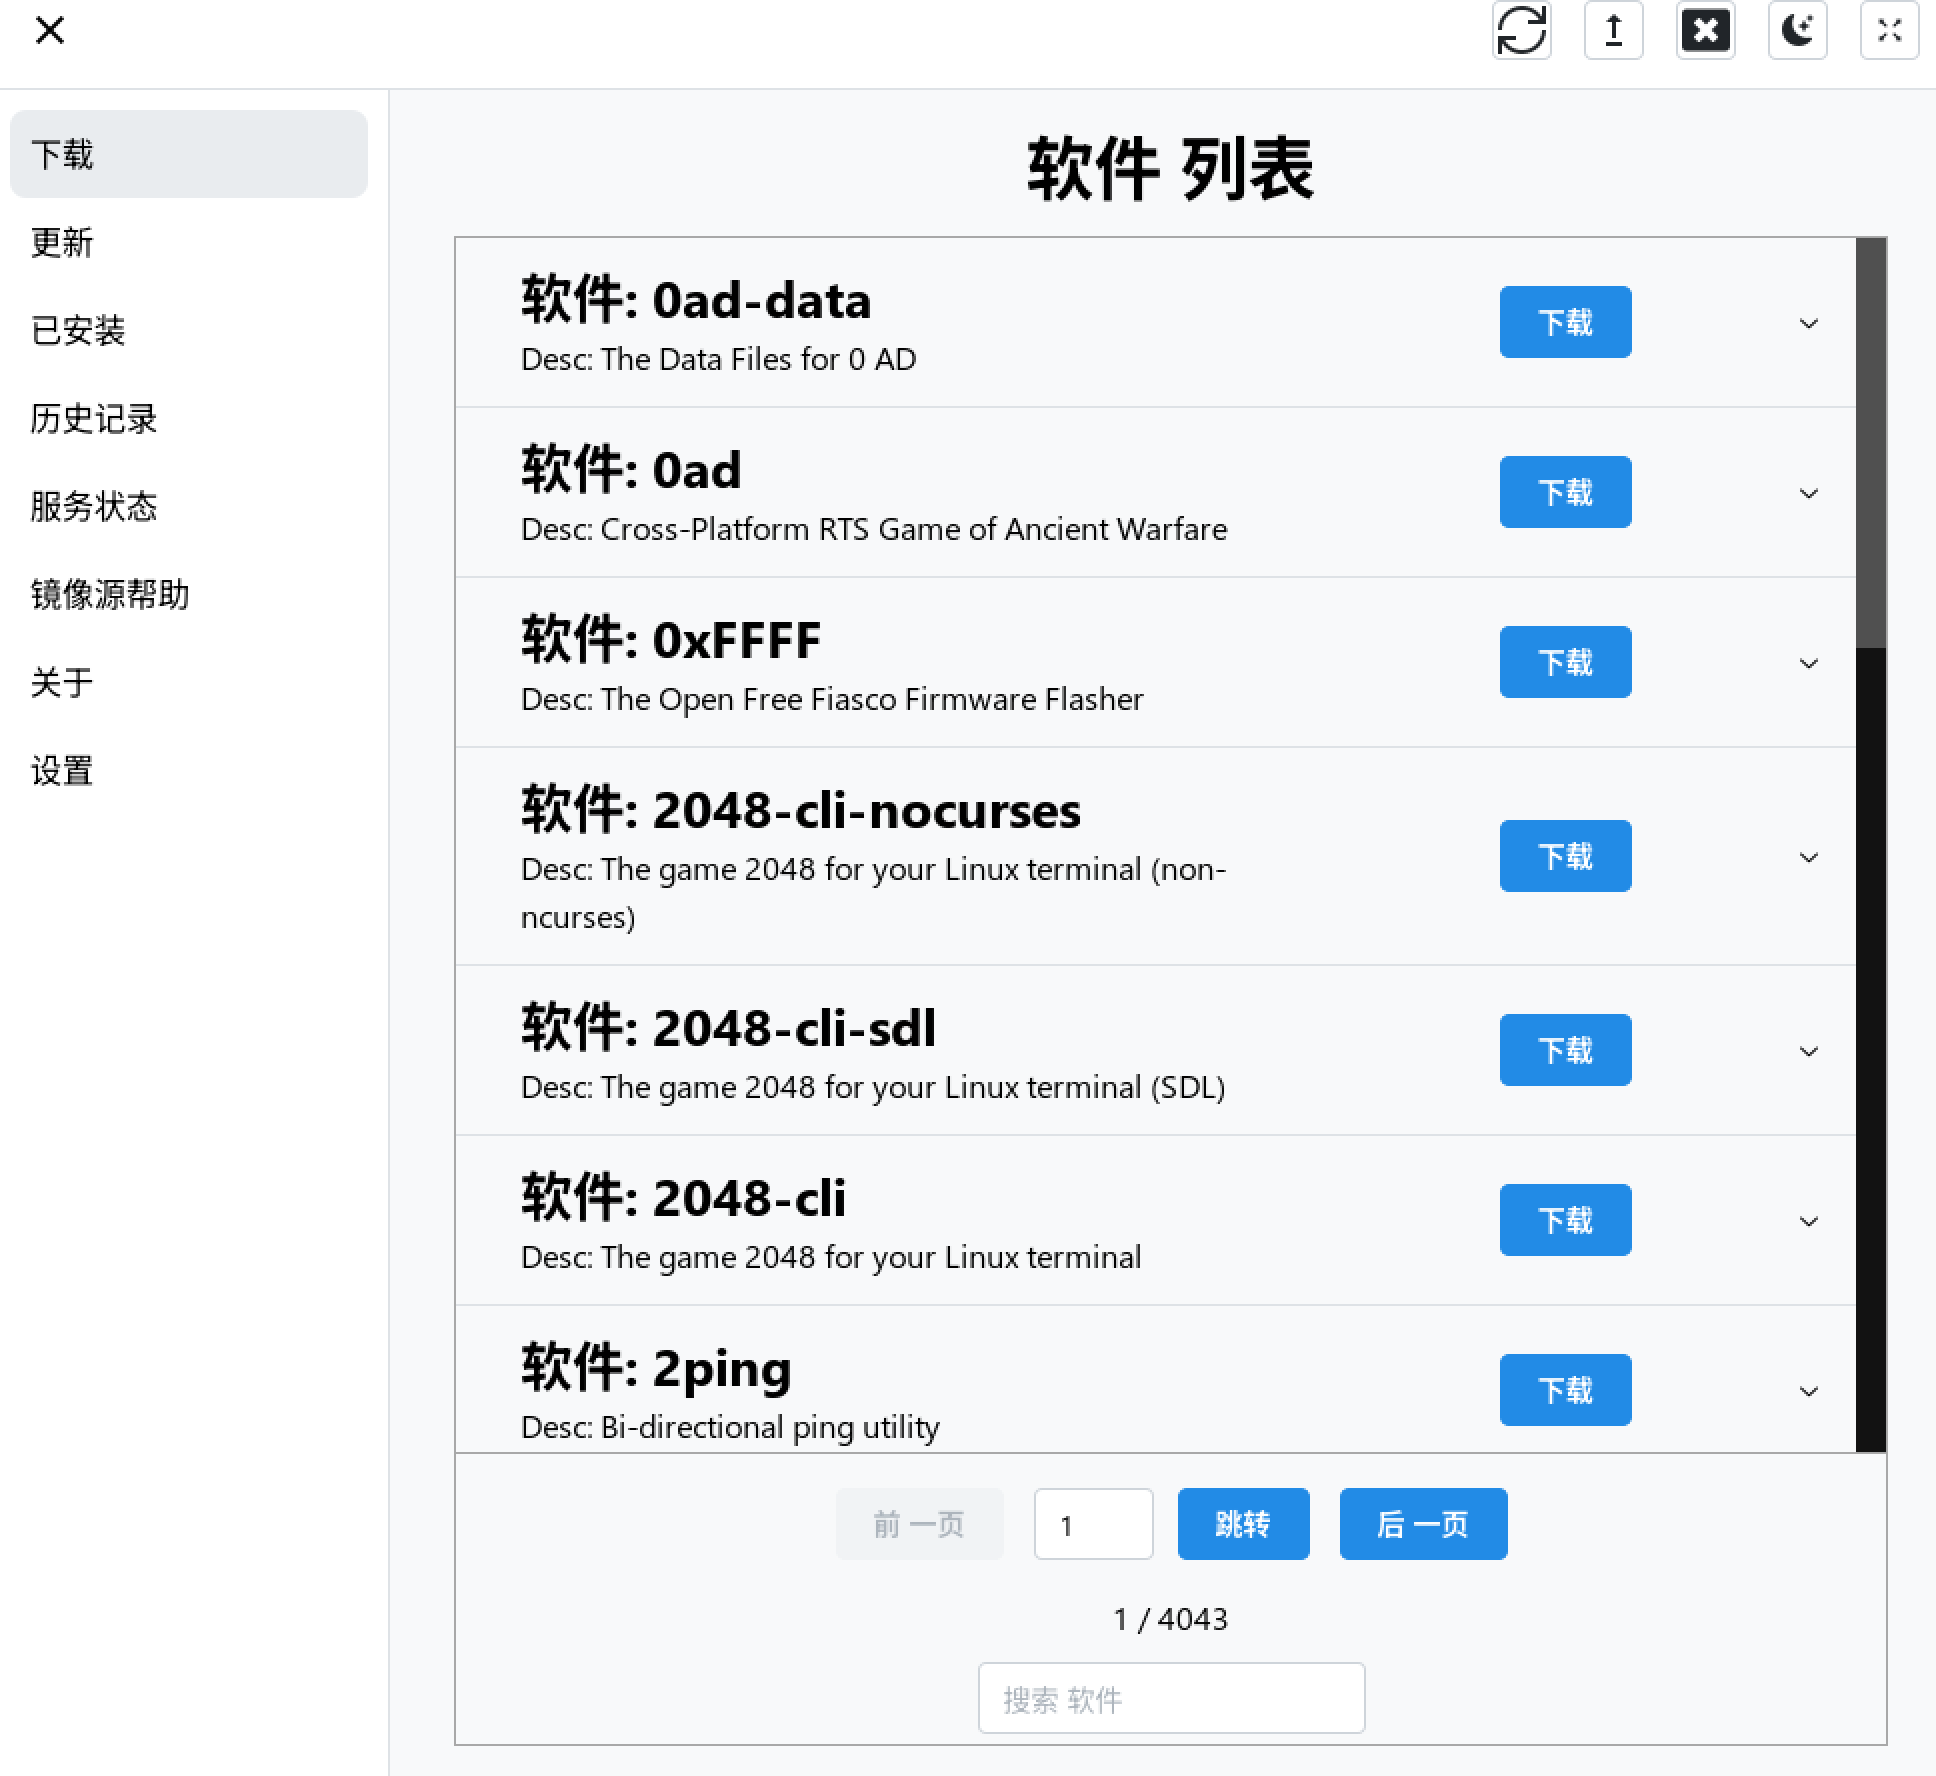 下载
更新
已安装
历史记录
服务状态
镜像源帮助
关于
设置
软件 列表
软件: 0ad-data
Desc: The Data Files for 0 AD
下载
软件: 0ad
Desc: Cross-Platform RTS Game of Ancient Warfare
下载
软件: 0xFFFF
Desc: The Open Free Fiasco Firmware Flasher
下载
软件: 2048-cli-nocurses
Desc: The game 2048 for your Linux terminal (non-
ncurses)
下载
软件: 2048-cli-sdl
Desc: The game 2048 for your Linux terminal (SDL)
下载
软件: 2048-cli
Desc: The game 2048 for your Linux terminal
下载
软件: 2ping
Desc: Bi-directional ping utility
下载
前 一页
1
跳转
后 一页
1 / 4043
搜索 软件